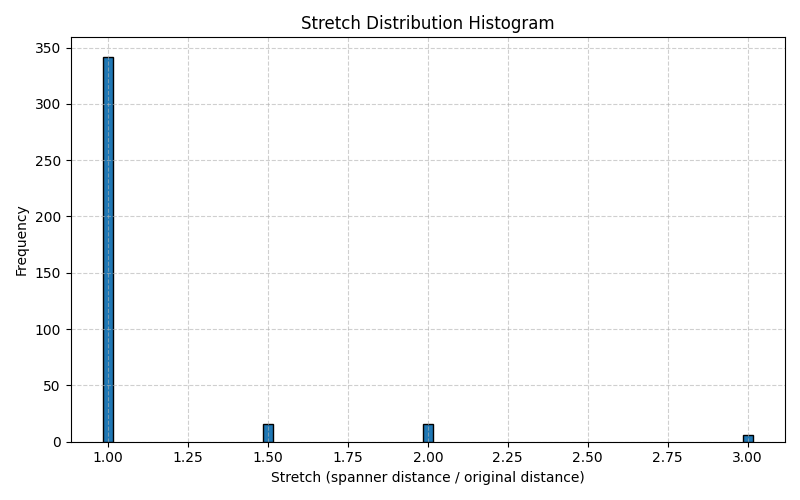 Stretch Distribution Histogram
350
300
250
200
150
100
50
0
Frequency
1.00 1.25 1.50 1.75 2.00 2.25 2.50 2.75 3.00
Stretch (spanner distance / original distance)